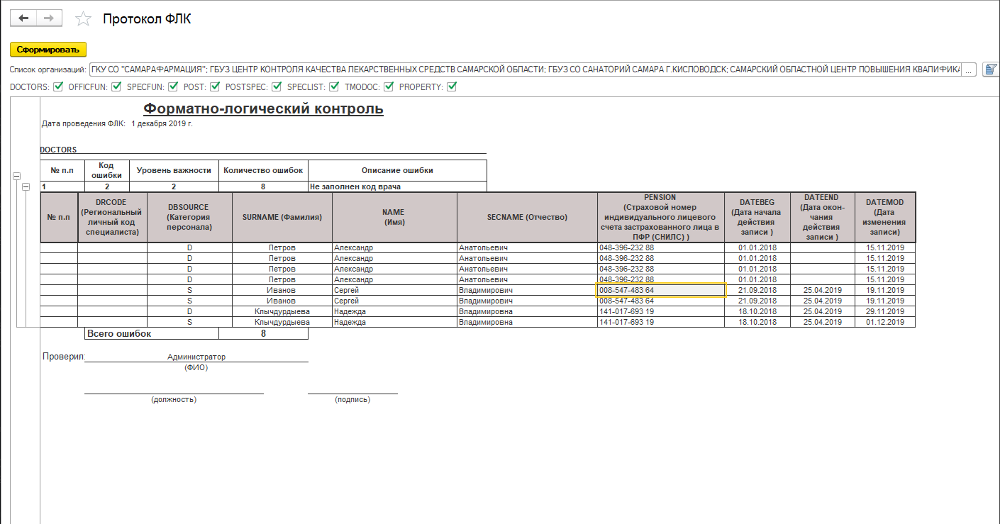 Протокол ФЛК
Сформировать
Список организаций: ГКУ СО "САМАРАФАРМАЦИЯ"; ГБУЗ ЦЕНТР КОНТРОЛЯ КАЧЕСТВА ЛЕКАРСТВЕННЫХ СРЕДСТВ САМАРСКОЙ ОБЛАСТИ; ГБУЗ СО САНАТОРИЙ САМАРА Г.КИСЛОВОДСК; САМАРСКИЙ ОБЛАСТНОЙ ЦЕНТР ПОВЫШЕНИЯ КВАЛИФИКА ...
DOCTORS: OFFICFUN: SPECFUN: POST: POSTSPEC: SPECLIST: TMODOC: PROPERTY:
Форматно-логический контроль
Дата проведения ФЛК: 1 декабря 2019 г.
DOCTORS
№ п.п Код ошибки Уровень важности Количество ошибок Описание ошибки
1 2 2 8 Не заполнен код врача
№ п.п DRCODE (Региональный личный код специалиста) DBSOURCE (Категория персонала) SURNAME (Фамилия) NAME (Имя) SECNAME (Отчество) PENSION (Страховой номер индивидуального лицевого счета застрахованного лица в ПФР (СНИЛС) ) DATEBEG (Дата начала действия записи ) DATEEND (Дата окон- чания действия записи ) DATEMOD (Дата изменения записи)
D Петров Александр Анатольевич 048-396-232 88 01.01.2018 15.11.2019
D Петров Александр Анатольевич 048-396-232 88 01.01.2018 15.11.2019
D Петров Александр Анатольевич 048-396-232 88 01.01.2018 15.11.2019
D Петров Александр Анатольевич 048-396-232 88 01.01.2018 15.11.2019
S Иванов Сергей Владимирович 008-547-483 64 21.09.2018 25.04.2019 19.11.2019
S Иванов Сергей Владимирович 008-547-483 64 21.09.2018 25.04.2019 19.11.2019
D Клычдурдыева Надежда Владимировна 141-017-693 19 18.10.2018 25.04.2019 29.11.2019
S Клычдурдыева Надежда Владимировна 141-017-693 19 18.10.2018 25.04.2019 01.12.2019
Всего ошибок 8
Проверил: Администратор
(ФИО)
(должность) (подпись)